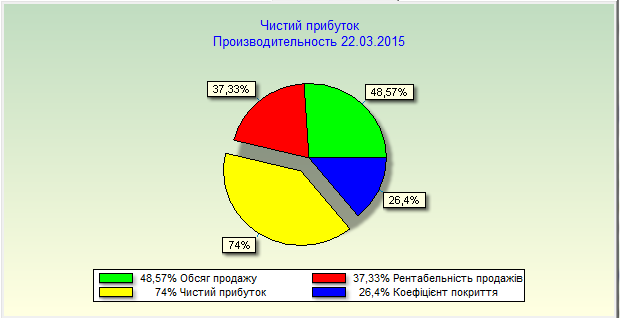 Чистий прибуток
Производительность 22.03.2015
37,33%
48,57%
26,4%
74%
48,57% Обсяг продажу
37,33% Рентабельність продажів
74% Чистий прибуток
26,4% Коефіцієнт покриття